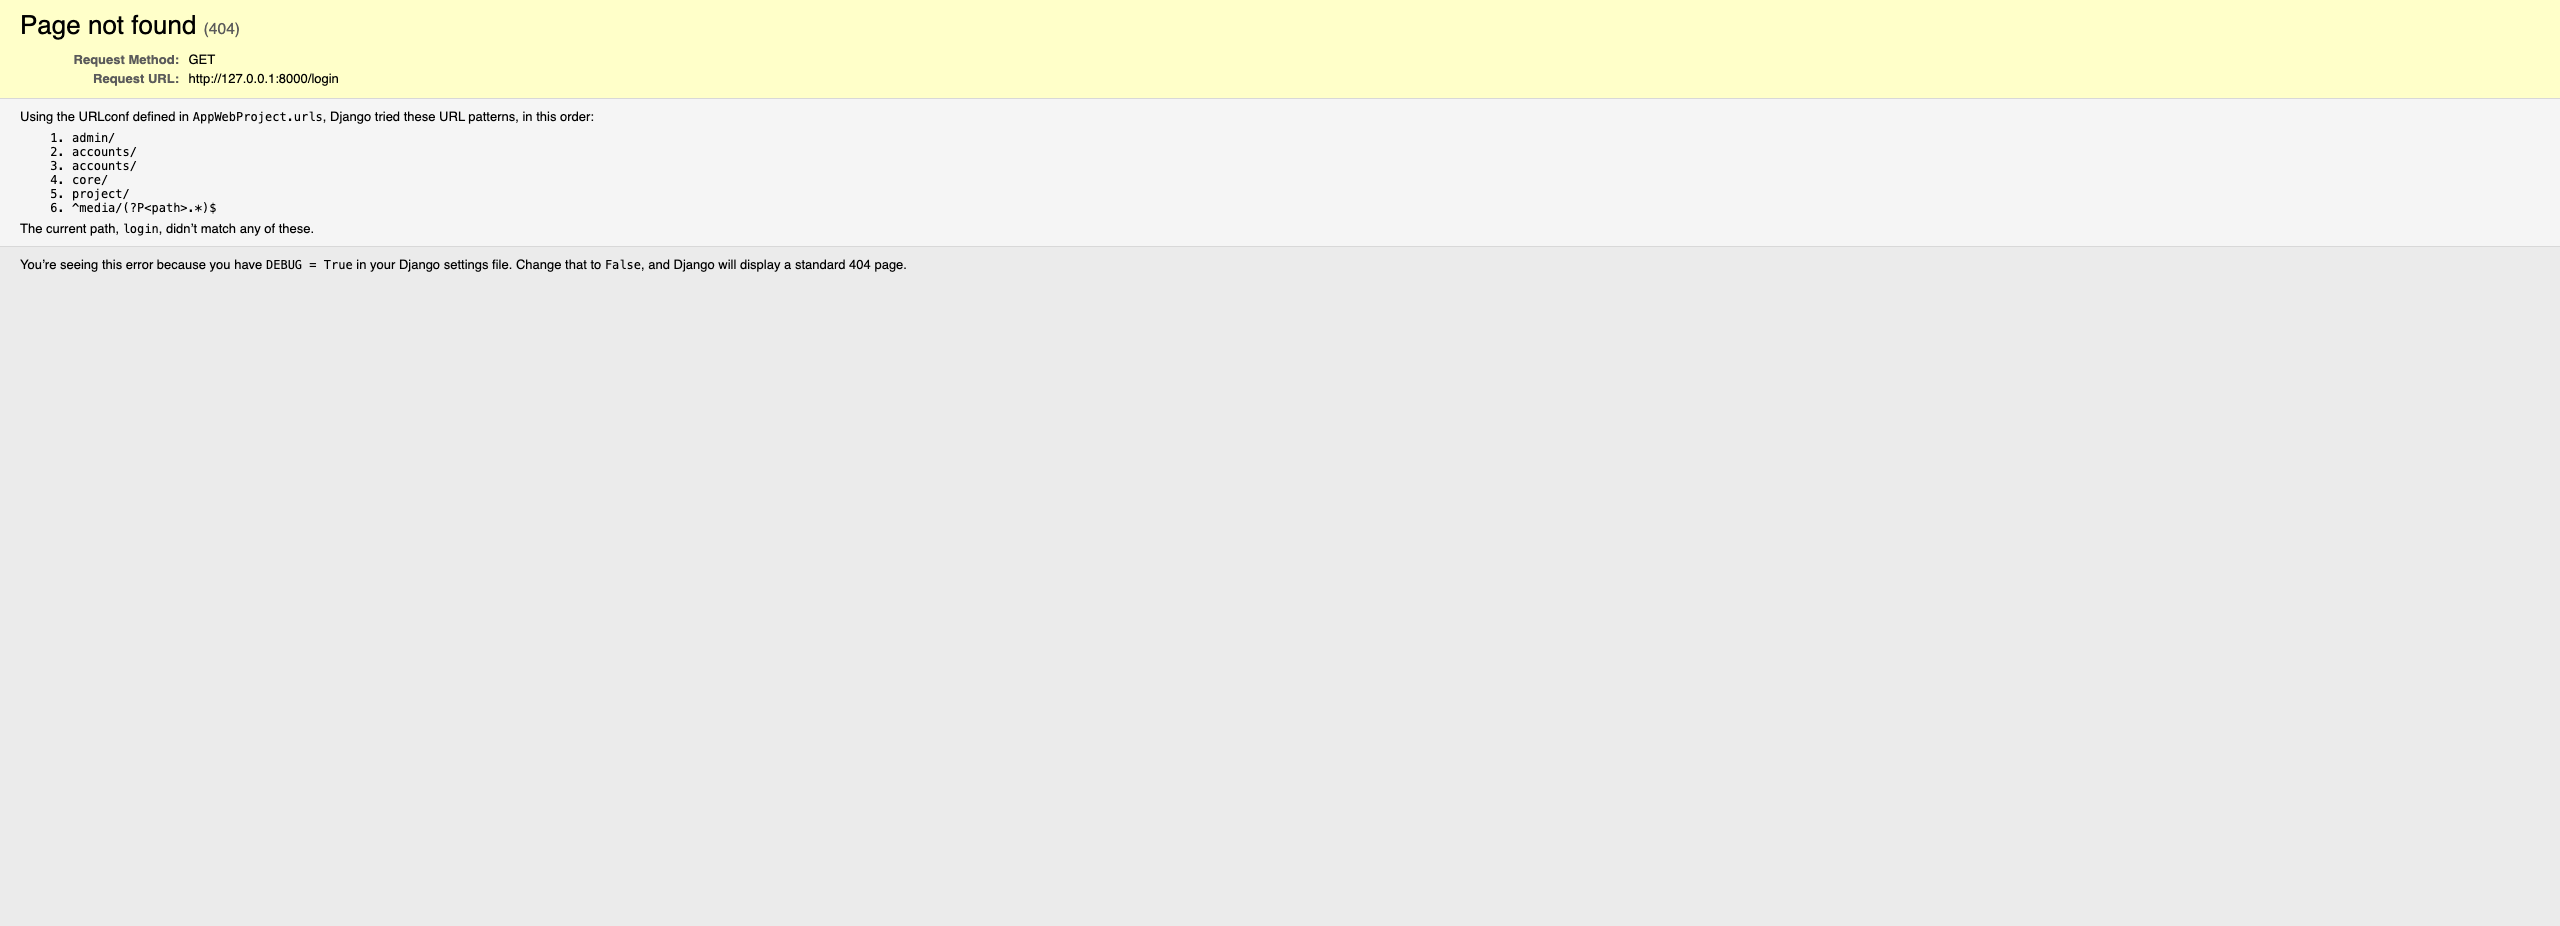 Page not found (404)
Request Method: GET
Request URL: http://127.0.0.1:8000/login
Using the URLconf defined in AppWebProject.urls, Django tried these URL patterns, in this order:
1. admin/
2. accounts/
3. accounts/
4. core/
5. project/
6. ^media/(?P<path>.*)$
The current path, login, didn’t match any of these.
You’re seeing this error because you have DEBUG = True in your Django settings file. Change that to False, and Django will display a standard 404 page.